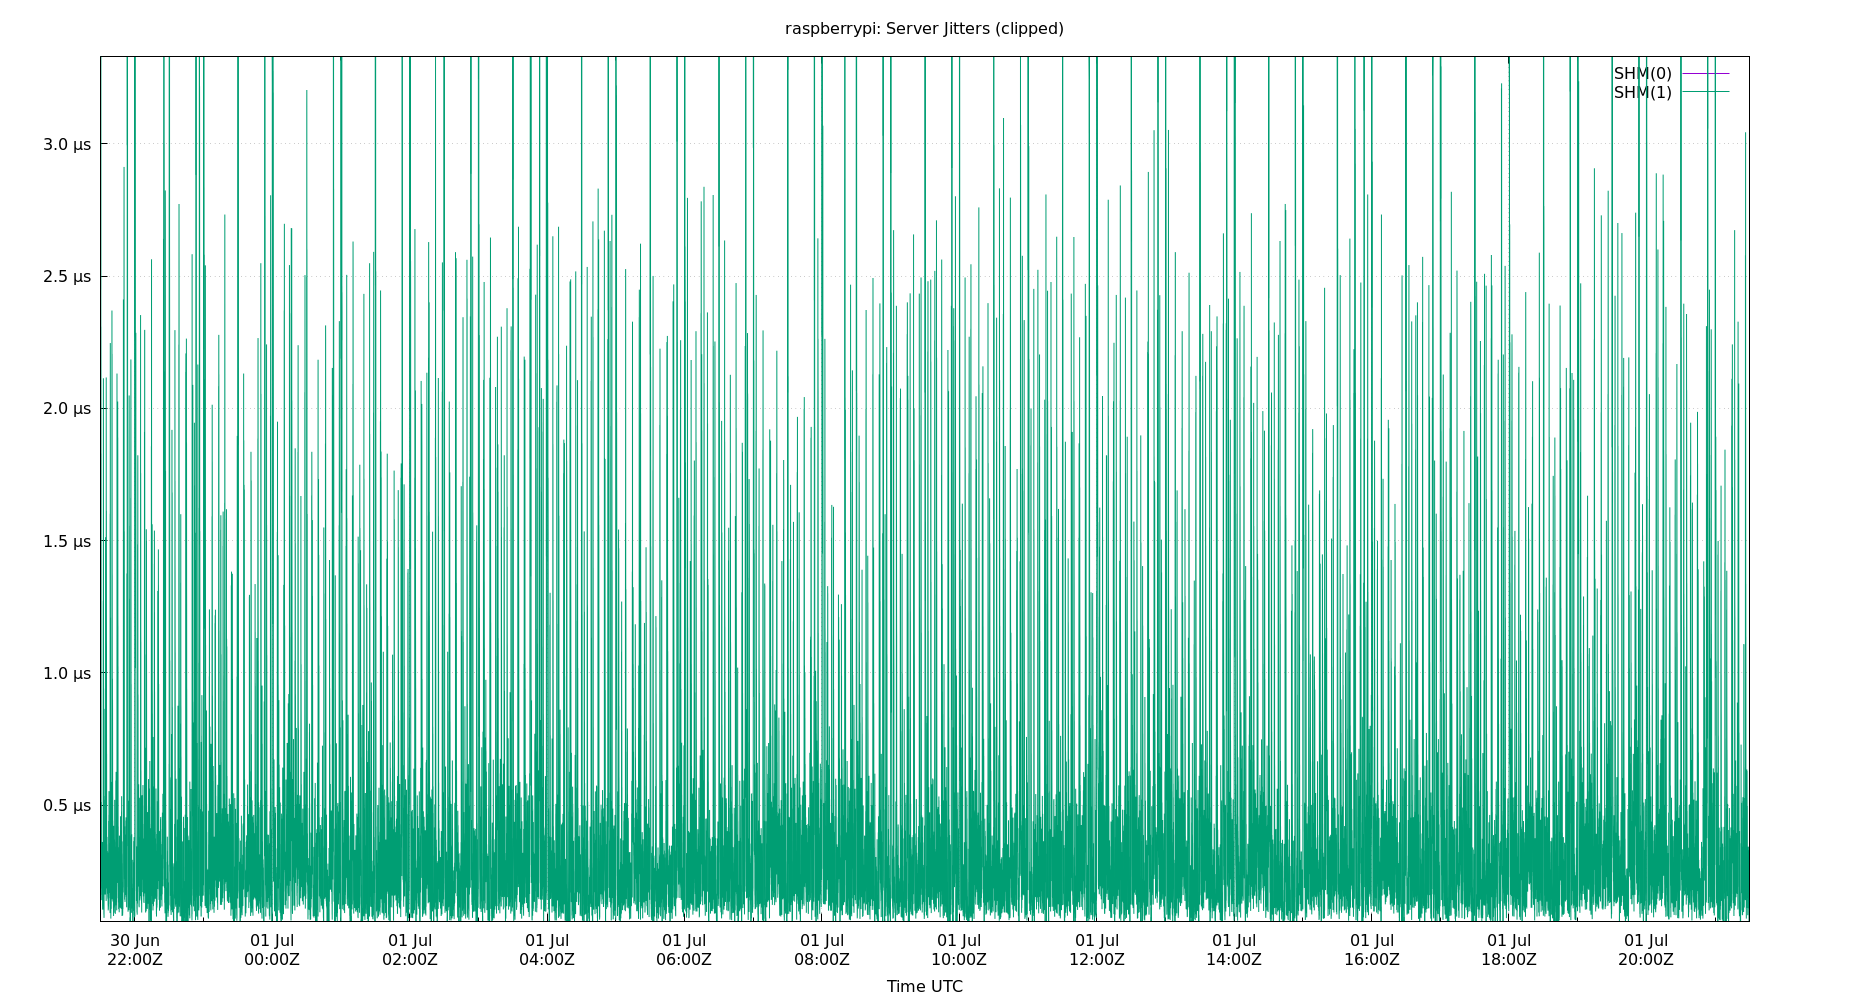 raspberrypi: Server Jitters (clipped)
SHM(0)
SHM(1)
3.0 µs
2.5 µs
2.0 µs
1.5 µs
1.0 µs
0.5 µs
30 Jun 01 Jul 01 Jul 01 Jul 01 Jul 01 Jul 01 Jul 01 Jul 01 Jul 01 Jul 01 Jul 01 Jul
22:00Z 00:00Z 02:00Z 04:00Z 06:00Z 08:00Z 10:00Z 12:00Z 14:00Z 16:00Z 18:00Z 20:00Z
Time UTC